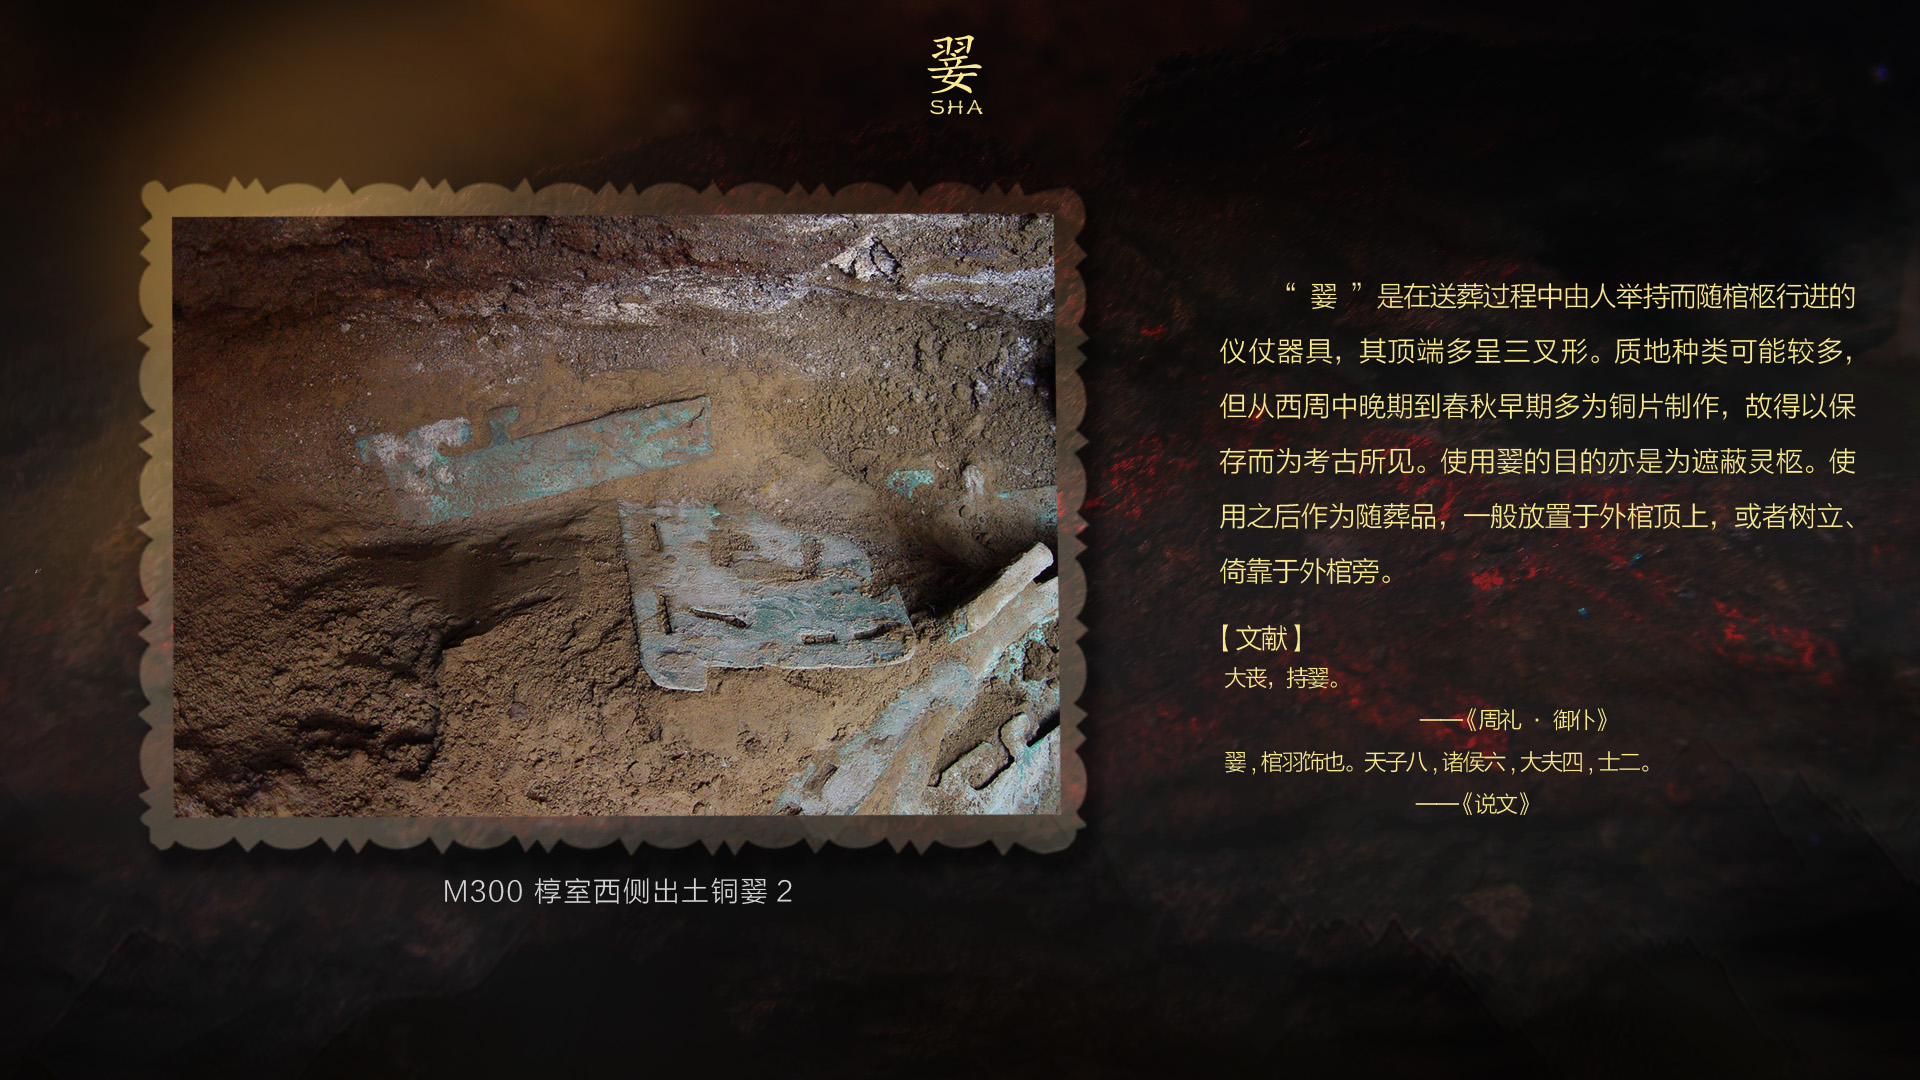 翣
SHA
“翣”是在送葬过程中由人举持而随棺柩行进的
仪仗器具，其顶端多呈三叉形。质地种类可能较多，
但从西周中晚期到春秋早期多为铜片制作，故得以保
存而为考古所见。使用翣的目的亦是为遮蔽灵柩。使
用之后作为随葬品，一般放置于外棺顶上，或者树立、
倚靠于外棺旁。
【文献】
大丧，持翣。
——《周礼 · 御仆》
翣,棺羽饰也。天子八,诸侯六,大夫四,士二。
——《说文》
M300 椁室西侧出土铜翣 2